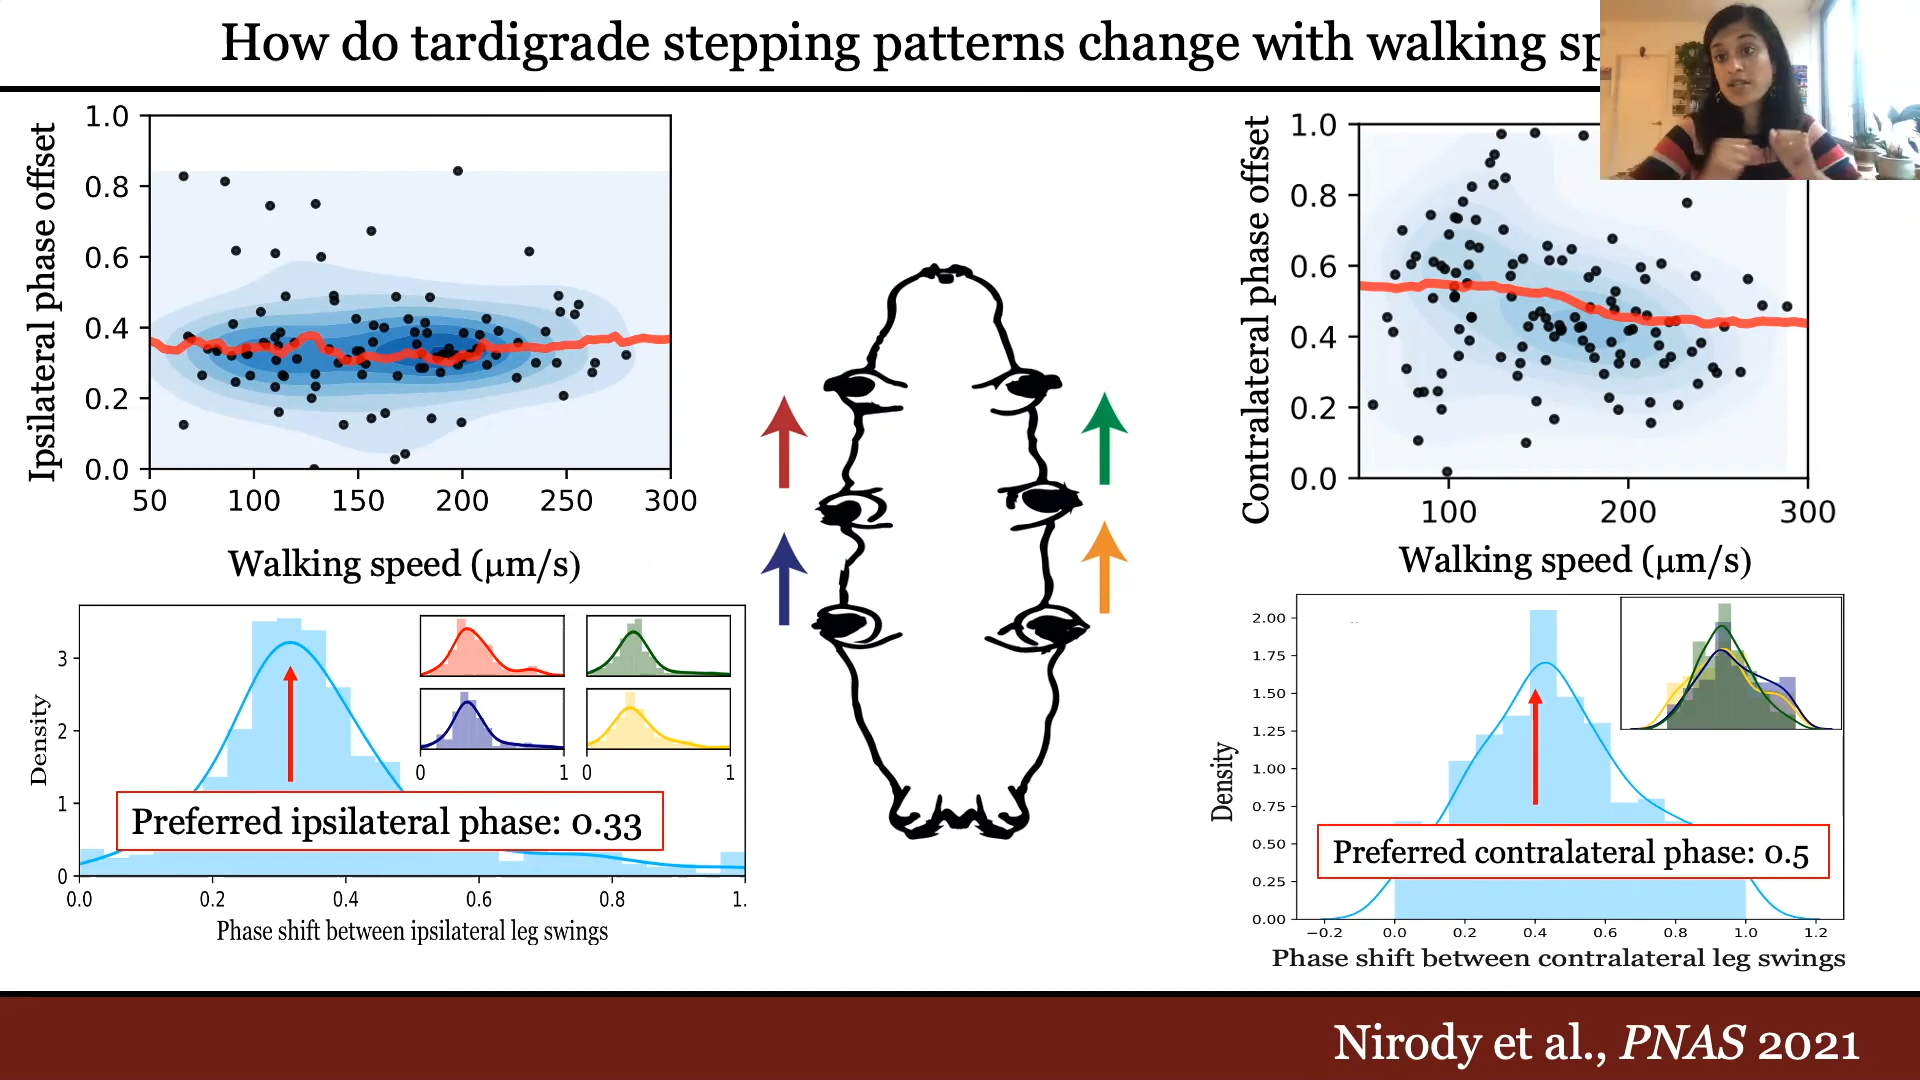 How do tardigrade stepping patterns change with walking
Ipsilateral phase offset
1.0
0.8
0.6
0.4
0.2
0.0
50 100 150 200 250 300
Walking speed (μm/s)
Contralateral phase offset
1.0
0.8
0.6
0.4
0.2
0.0
100 200 300
Walking speed (μm/s)
Density
3
2
1
0
0 1 0 1
Preferred ipsilateral phase: 0.33
0.0 0.2 0.4 0.6 0.8 1.
Phase shift between ipsilateral leg swings
Density
2.00
1.75
1.50
1.25
1.00
0.75
0.50
0.25
0.00
Preferred contralateral phase: 0.5
−0.2 0.0 0.2 0.4 0.6 0.8 1.0 1.2
Phase shift between contralateral leg swings
Nirody et al., PNAS 2021